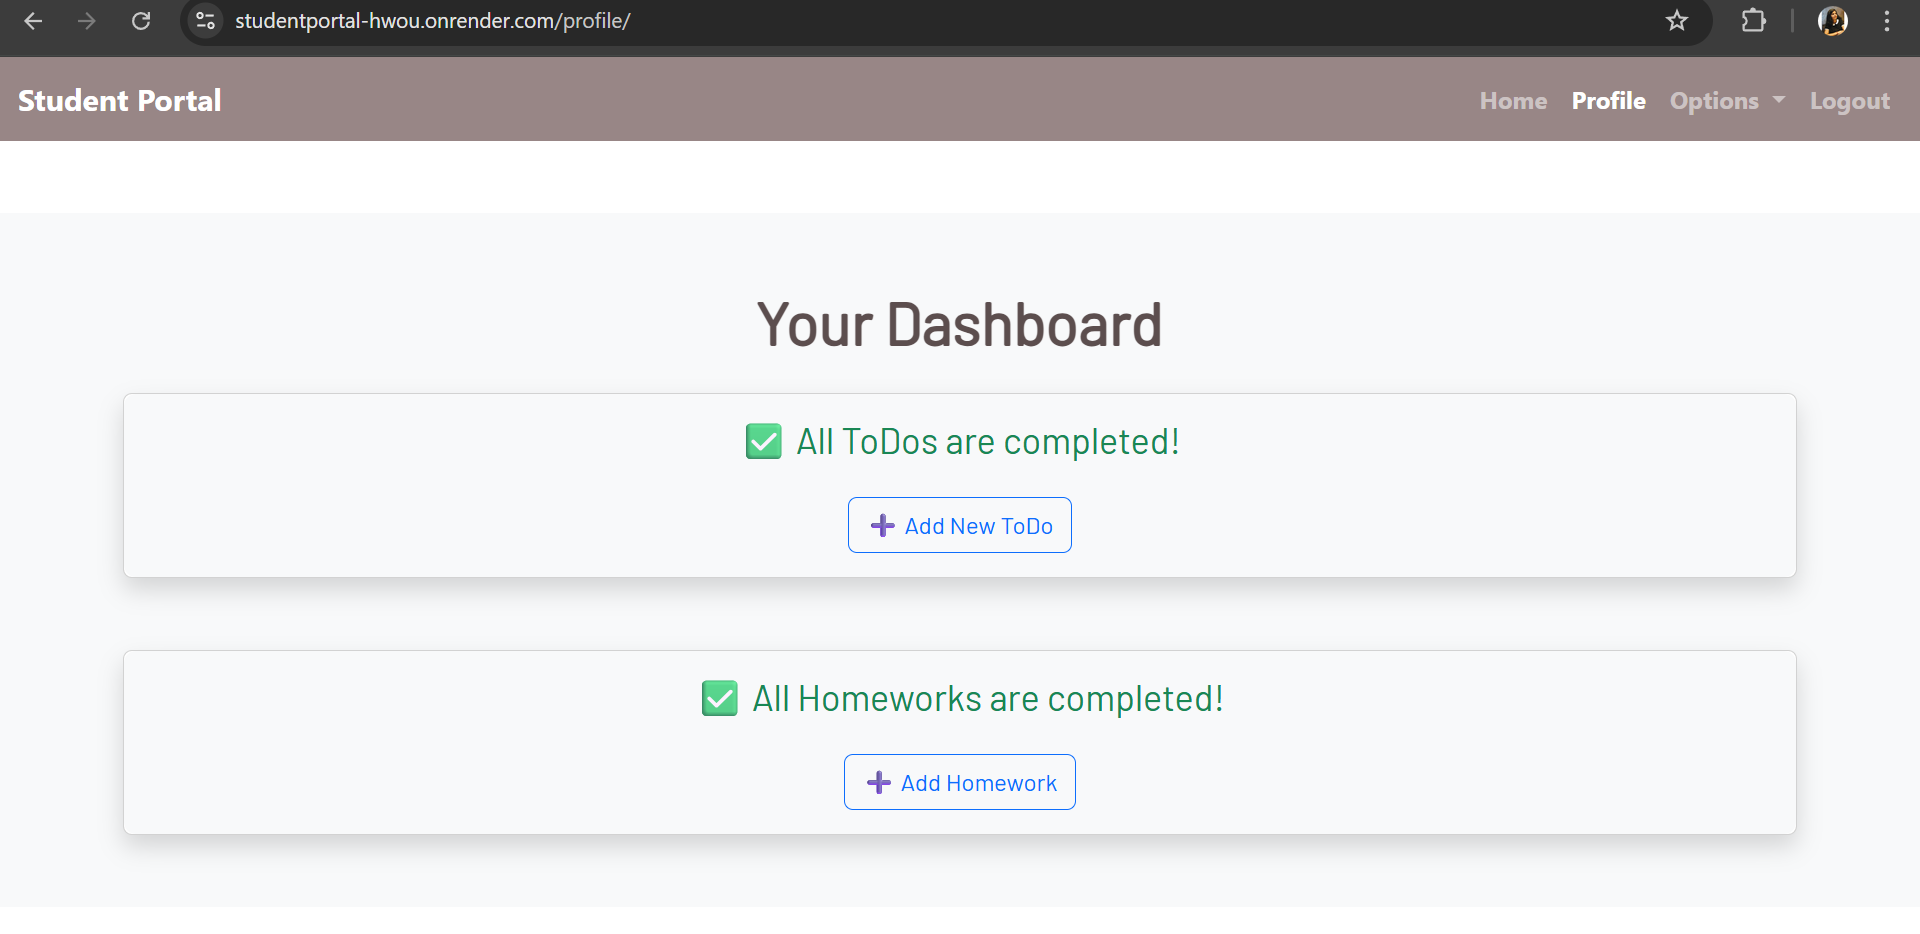 studentportal-hwou.onrender.com/profile/
Student Portal
Home Profile Options Logout
Your Dashboard
✅ All ToDos are completed!
➕ Add New ToDo
✅ All Homeworks are completed!
➕ Add Homework